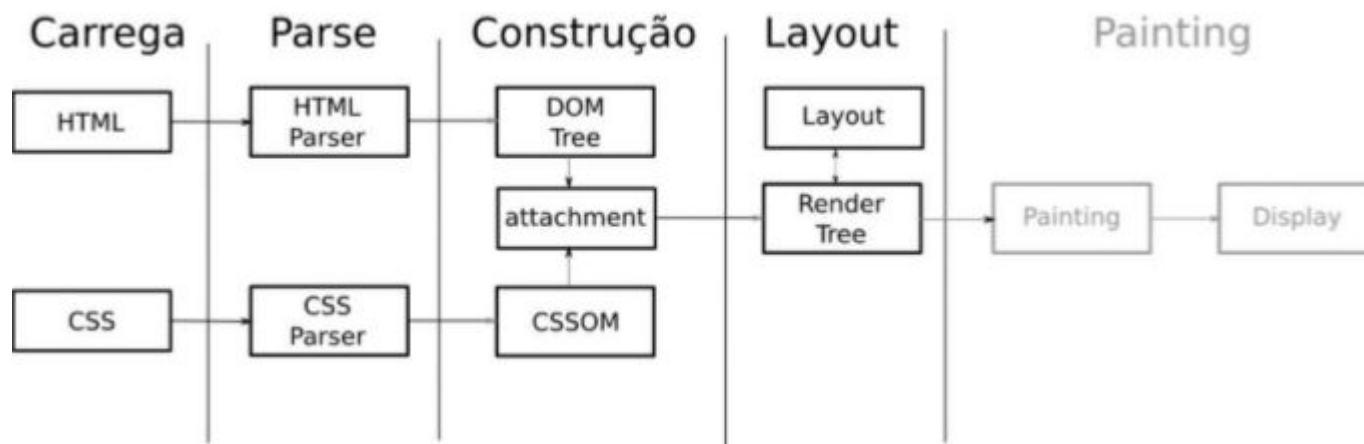 Carrega
Parse
Construção
Layout
Painting
HTML
HTML
Parser
DOM
Tree
Layout
attachment
Render
Tree
Painting
Display
CSS
CSS
Parser
CSSOM